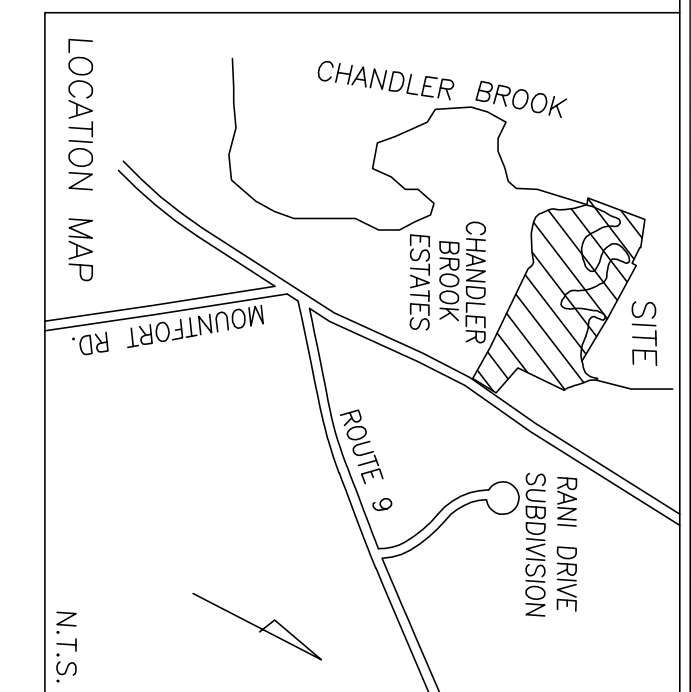 CHANDLER BROOK
SITE
CHANDLER
BROOK
ESTATES
LOCATION MAP
MOUNTFORT RD.
ROUTE 9
RANI DRIVE
SUBDIVISION
N.T.S.